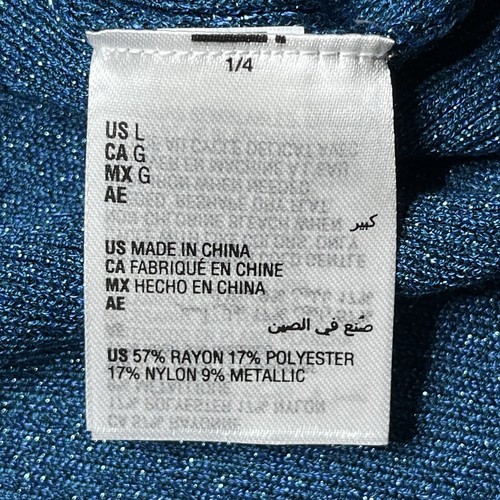 1/4
US L
CA G
MX G
AE
كبير
US MADE IN CHINA
CA FABRIQUÉ EN CHINE
MX HECHO EN CHINA
AE
صُنع في الصين
US 57% RAYON 17% POLYESTER
17% NYLON 9% METALLIC